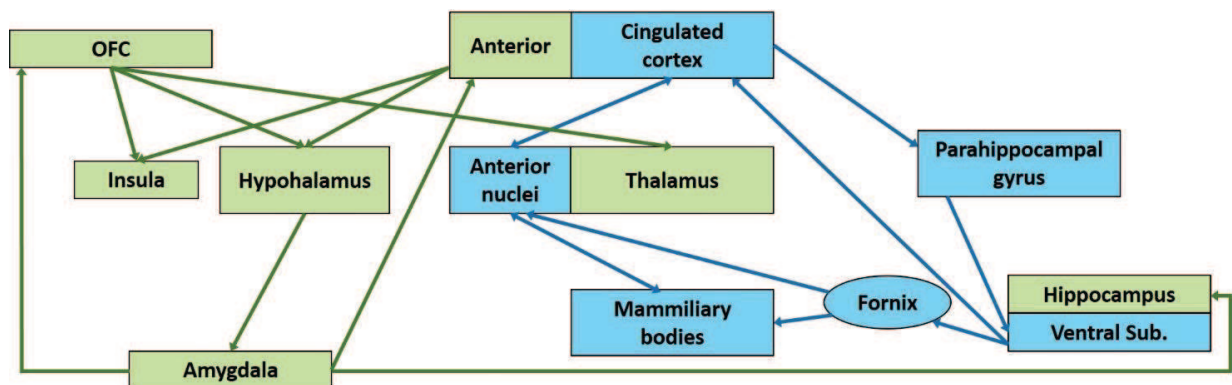 OFC
Anterior
Cingulated
cortex
Insula
Hypohalamus
Anterior
nuclei
Thalamus
Parahippocampal
gyrus
Mammiliary
bodies
Fornix
Hippocampus
Ventral Sub.
Amygdala